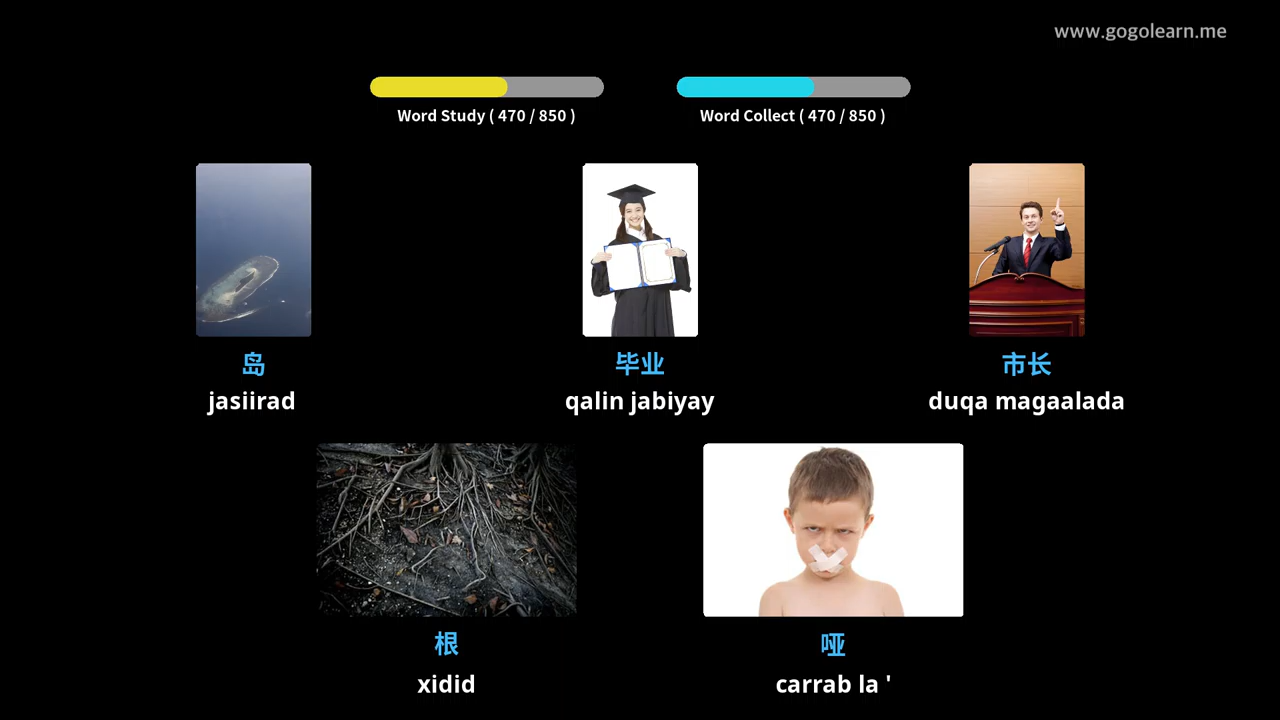 www.gogolearn.me
Word Study ( 470 / 850 )
Word Collect ( 470 / 850 )
岛
jasiirad
毕业
qalin jabiyay
市长
duqa magaalada
根
xidid
哑
carrab la '